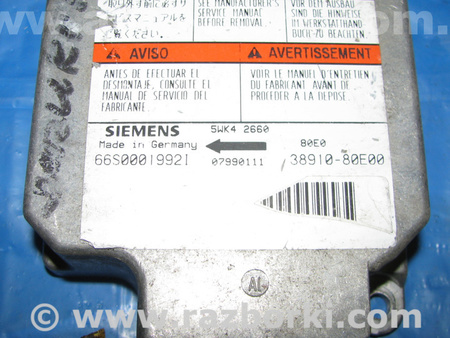 SEE MANUFACTURER'S
SERVICE MANUAL
BEFORE REMOVAL.
VOR DEM AUSBAU
SIND DIE HINWEISE
IM WERKSTATTHAND
BUCH ZU BEACHTEN
AVISO
ANTES DE EFECTUAR EL
DESMONTAJE, CONSULTE EL
MANUAL DE SERVICIO DEL
FABRICANTE.
AVERTISSEMENT
VOIR LE MANUEL D'ENTRETIEN
DU FABRICANT AVANT DE
PROCEDER A LA DEPOSE.
SIEMENS 5WK4 2660 80E0
Made in Germany
66S00019921 07990111 38910-80E00
AL
© www.razborki.com